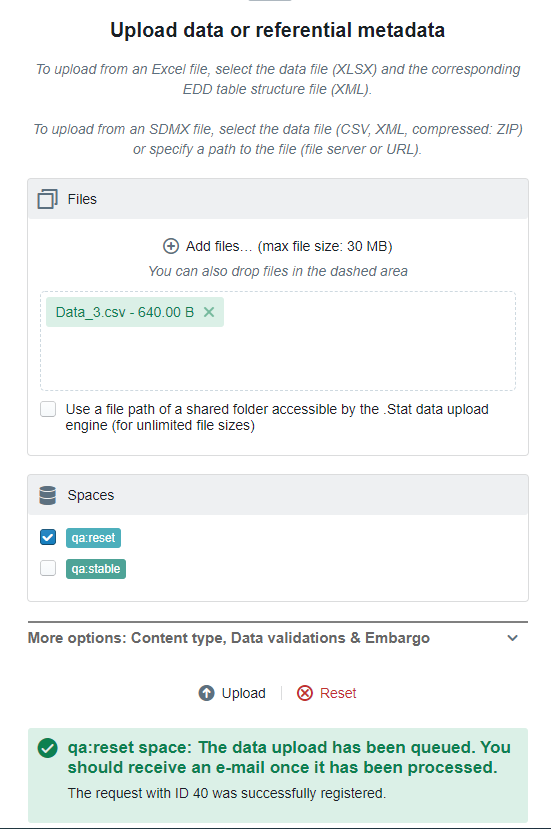 Upload data or referential metadata
To upload from an Excel file, select the data file (XLSX) and the corresponding
EDD table structure file (XML).
To upload from an SDMX file, select the data file (CSV, XML, compressed: ZIP)
or specify a path to the file (file server or URL).
Files
Add files... (max file size: 30 MB)
You can also drop files in the dashed area
Data_3.csv - 640.00 B
Use a file path of a shared folder accessible by the .Stat data upload
engine (for unlimited file sizes)
Spaces
qa:reset
qa:stable
More options: Content type, Data validations & Embargo
Upload
Reset
qa:reset space: The data upload has been queued. You
should receive an e-mail once it has been processed.
The request with ID 40 was successfully registered.